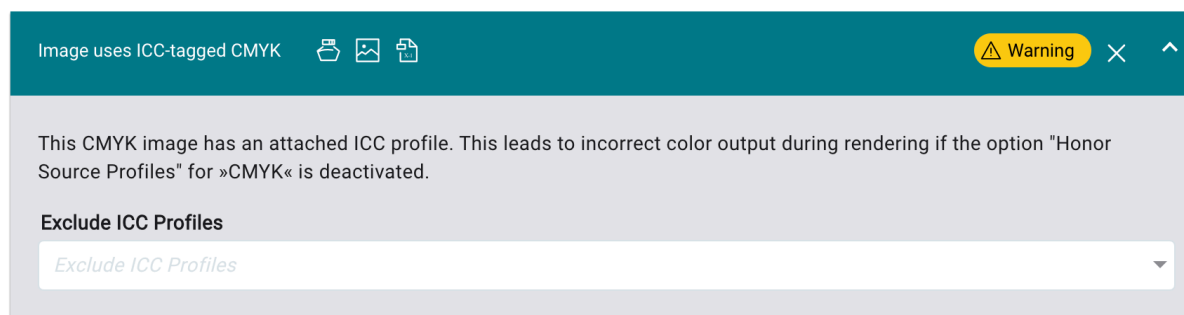 Image uses ICC-tagged CMYK
Warning
This CMYK image has an attached ICC profile. This leads to incorrect color output during rendering if the option "Honor
Source Profiles" for »CMYK« is deactivated.
Exclude ICC Profiles
Exclude ICC Profiles